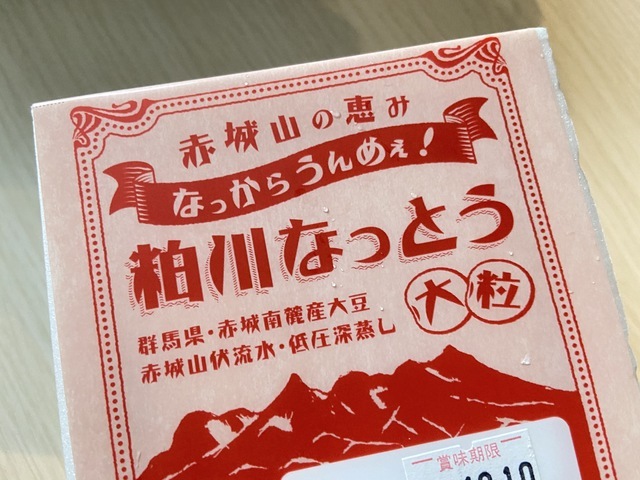 赤城山の恵み
なっからうんめぇ!
粕川なっとう
大粒
群馬県・赤城南麓産大豆
赤城山伏流水・低圧深蒸し
賞味期限